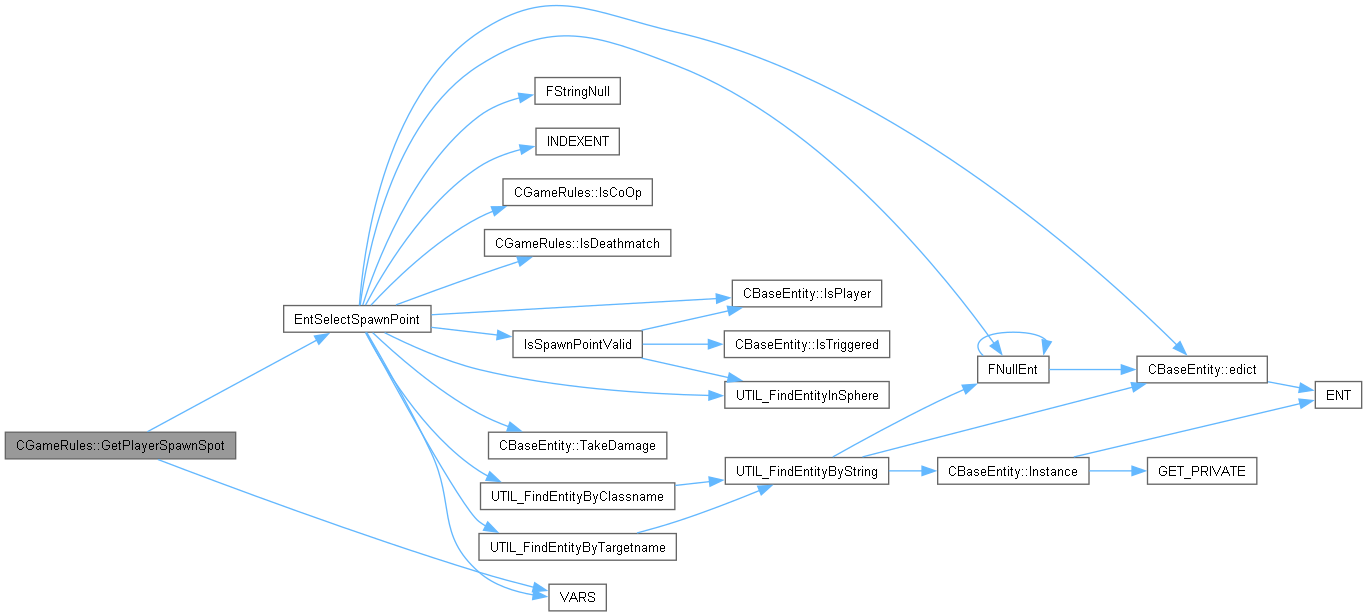 FStringNull
INDEXENT
CGameRules::IsCoOp
CGameRules::IsDeathmatch
CBaseEntity::IsPlayer
EntSelectSpawnPoint
IsSpawnPointValid
CBaseEntity::IsTriggered
FNullEnt
CBaseEntity::edict
UTIL_FindEntityInSphere
ENT
CGameRules::GetPlayerSpawnSpot
CBaseEntity::TakeDamage
UTIL_FindEntityByString
CBaseEntity::Instance
GET_PRIVATE
UTIL_FindEntityByClassname
UTIL_FindEntityByTargetname
VARS